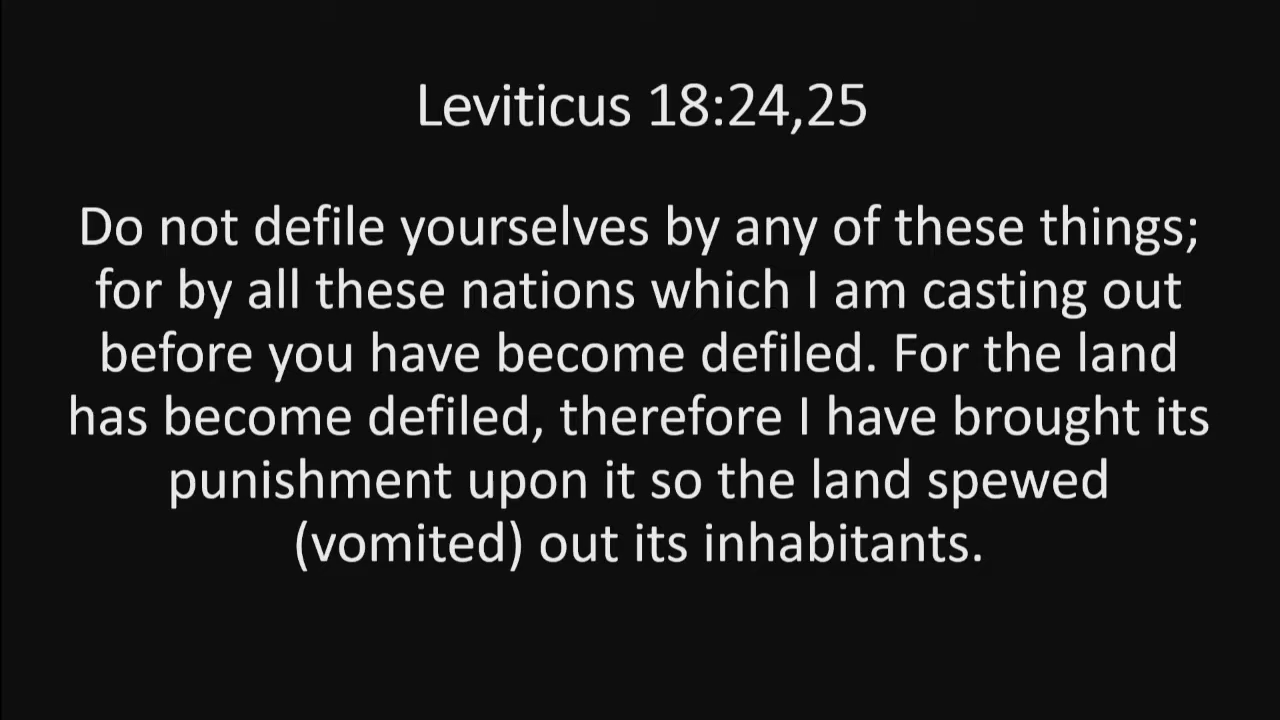 Leviticus 18:24,25
Do not defile yourselves by any of these things;
for by all these nations which I am casting out
before you have become defiled. For the land
has become defiled, therefore I have brought its
punishment upon it so the land spewed
(vomited) out its inhabitants.